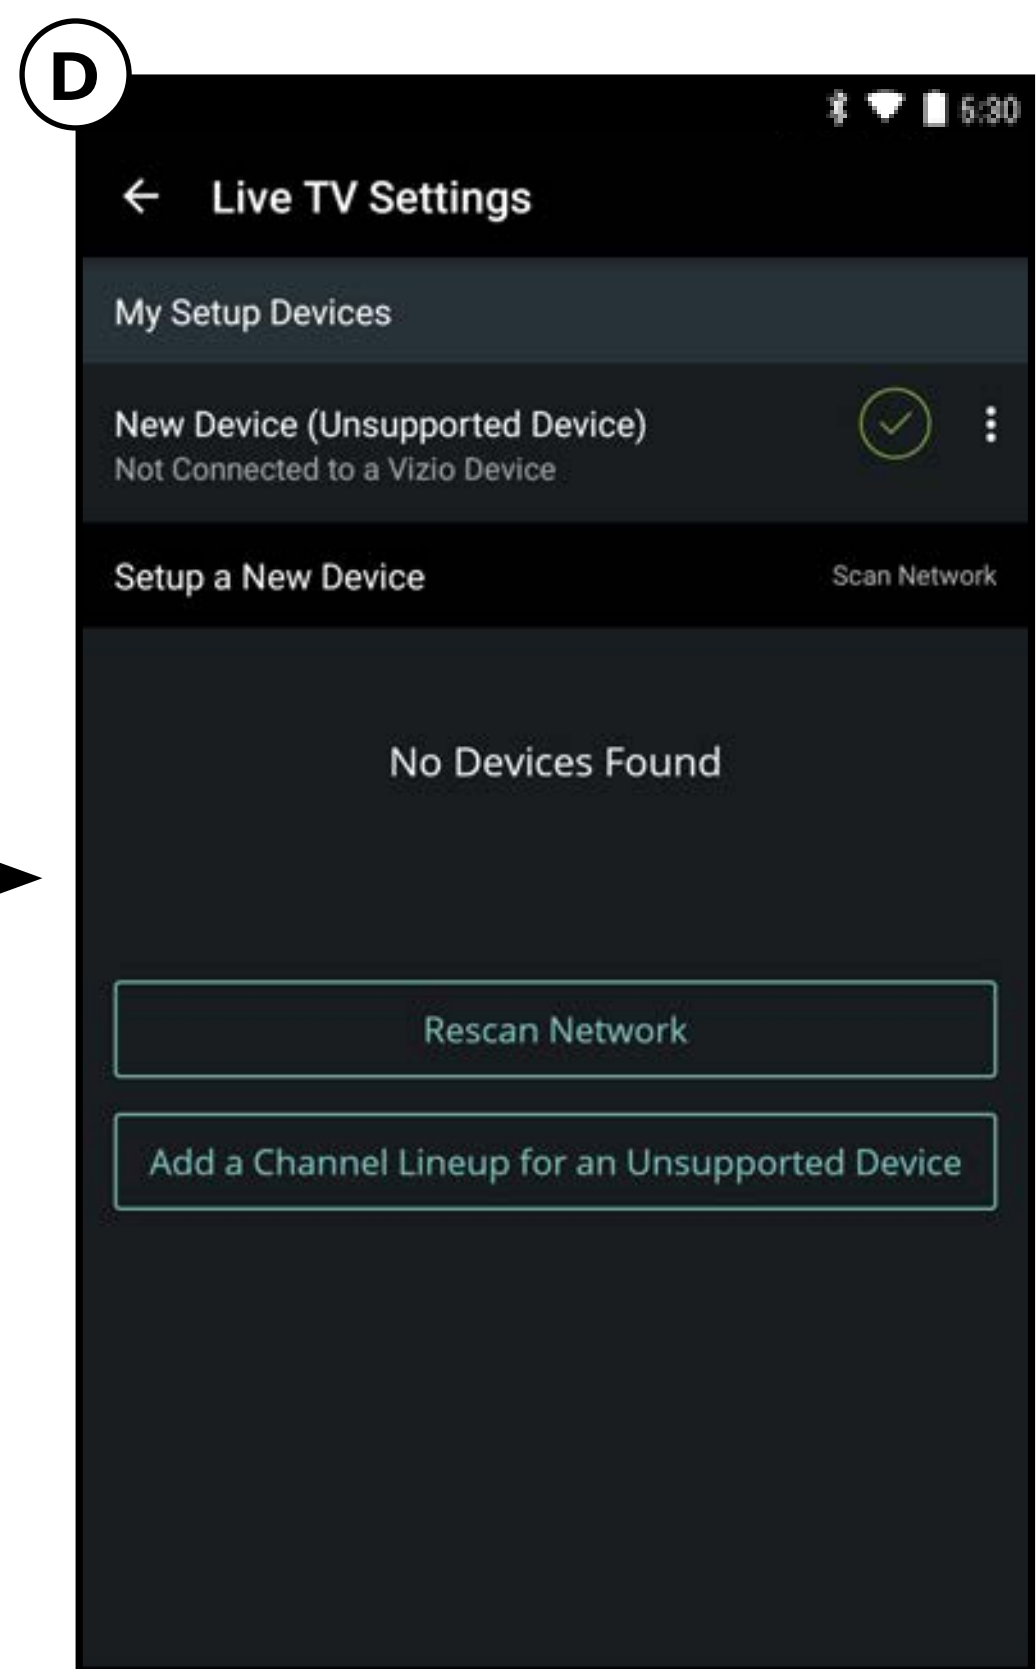 D
5:30
Live TV Settings
My Setup Devices
New Device (Unsupported Device)
Not Connected to a Vizio Device
Setup a New Device
Scan Network
No Devices Found
Rescan Network
Add a Channel Lineup for an Unsupported Device